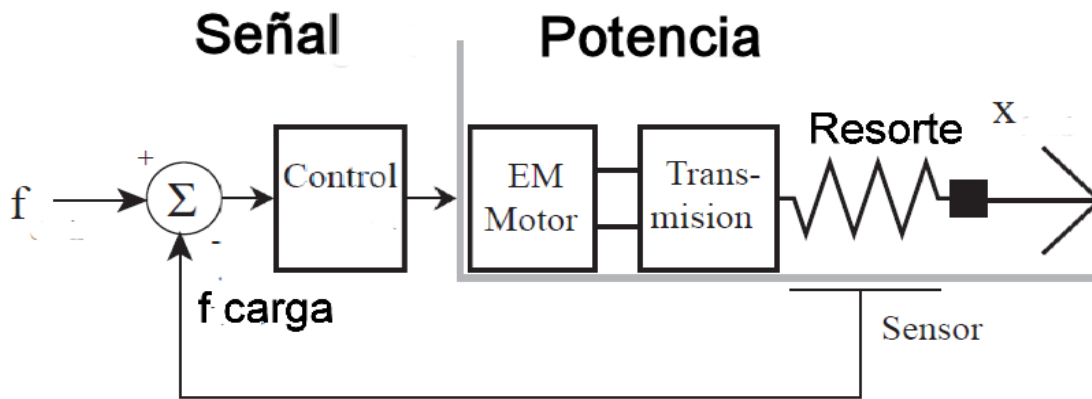 Señal
Potencia
Resorte
x
+
f
Σ
-
Control
EM
Motor
Trans-
mision
f carga
Sensor